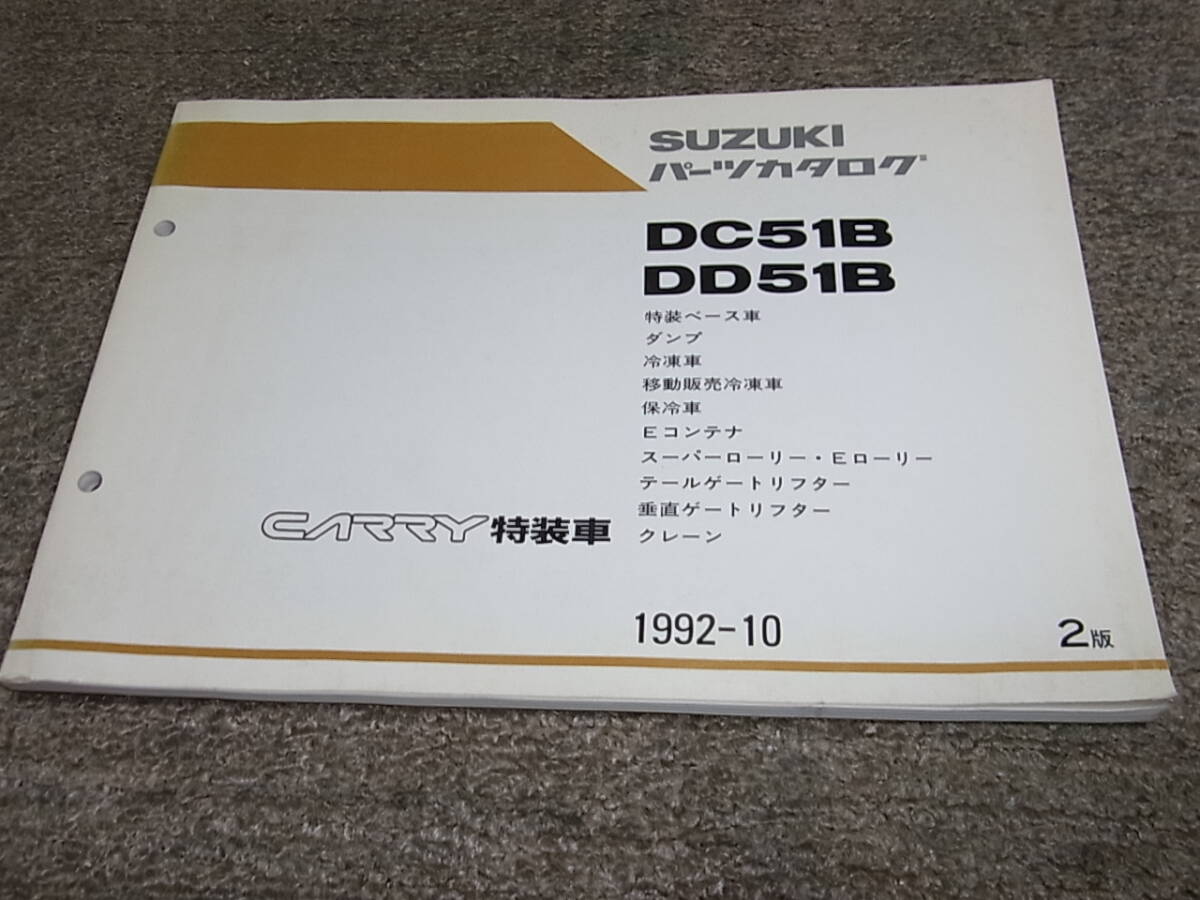 SUZUKI
パーツカタログ
DC51B
DD51B
特装ベース車
ダンプ
冷凍車
移動販売冷凍車
保冷車
Eコンテナ
スーパーローリー・Eローリー
テールゲートリフター
垂直ゲートリフター
クレーン
CARRY特装車
1992-10
2版